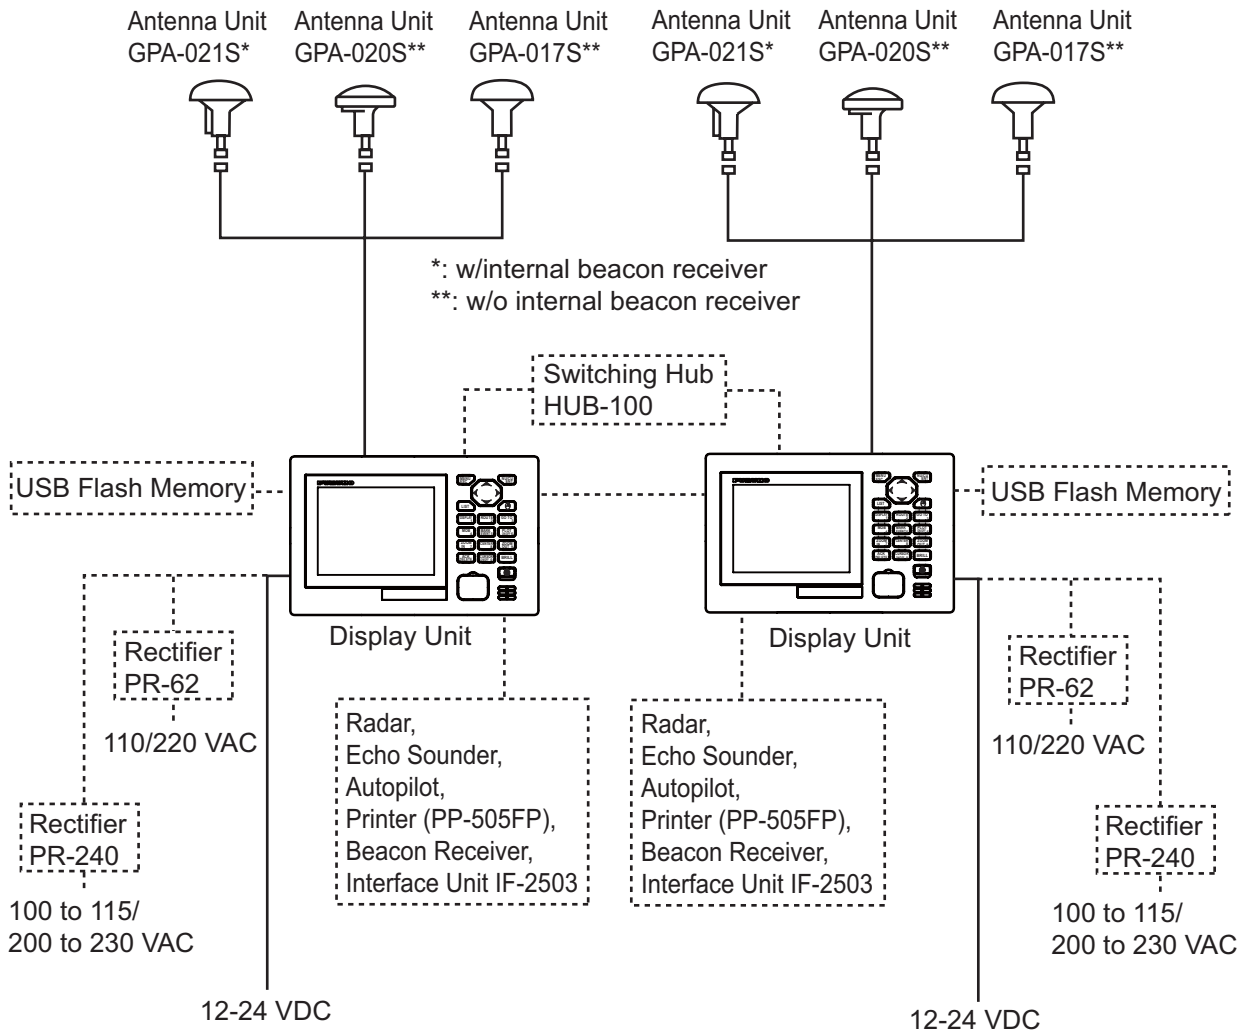 Antenna Unit
GPA-021S*
Antenna Unit
GPA-020S**
Antenna Unit
GPA-017S**
Antenna Unit
GPA-021S*
Antenna Unit
GPA-020S**
Antenna Unit
GPA-017S**
*: w/internal beacon receiver
**: w/o internal beacon receiver
Switching Hub
HUB-100
USB Flash Memory
USB Flash Memory
Display Unit
Display Unit
Rectifier
PR-62
110/220 VAC
Rectifier
PR-240
100 to 115/
200 to 230 VAC
12-24 VDC
Radar,
Echo Sounder,
Autopilot,
Printer (PP-505FP),
Beacon Receiver,
Interface Unit IF-2503
Radar,
Echo Sounder,
Autopilot,
Printer (PP-505FP),
Beacon Receiver,
Interface Unit IF-2503
Rectifier
PR-62
110/220 VAC
Rectifier
PR-240
100 to 115/
200 to 230 VAC
12-24 VDC